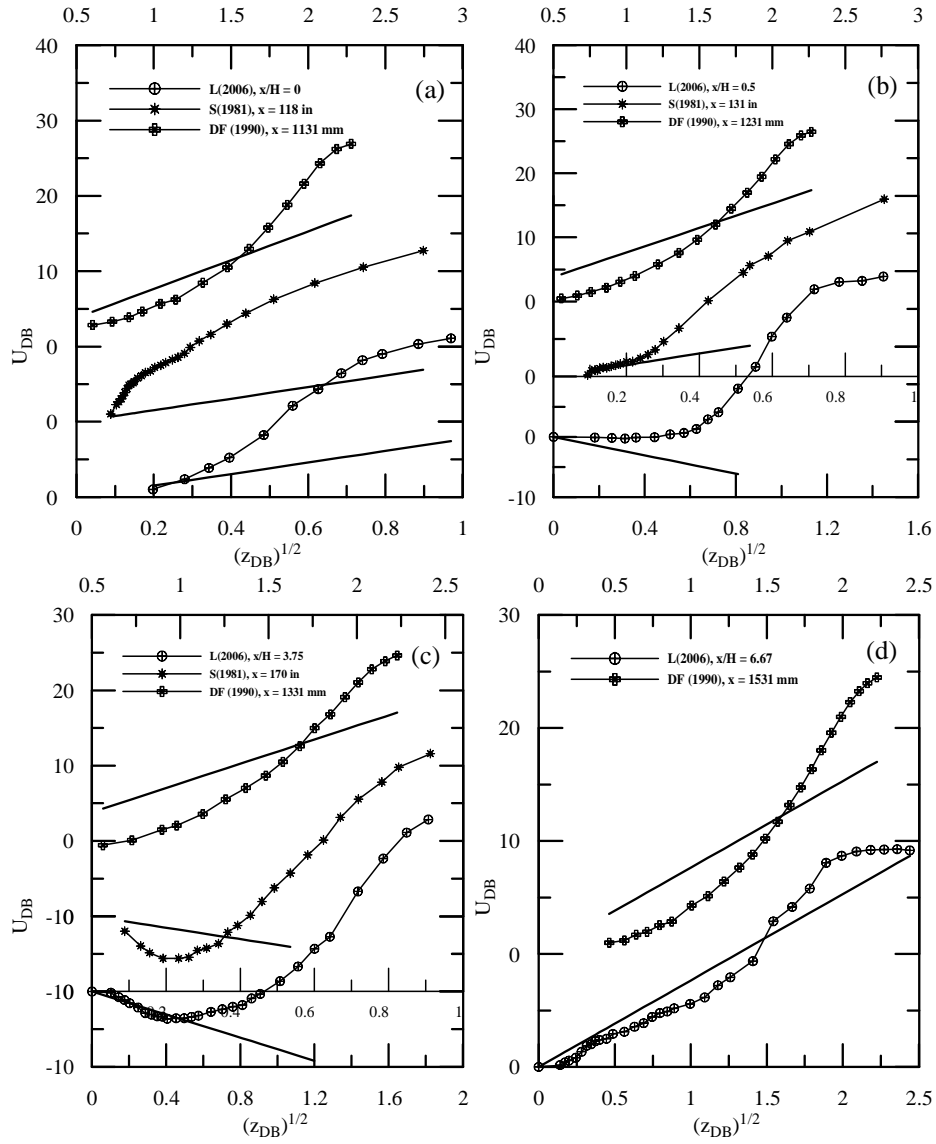 0.5 1 1.5 2 2.5 3
40
30
20
10
0
0
0
U_DB
L(2006), x/H = 0
S(1981), x = 118 in
DF (1990), x = 1131 mm
(a)
0 0.2 0.4 0.6 0.8 1
(z_DB)^1/2
0.5 1 1.5 2 2.5 3
40
30
20
10
0
0
0
-10
U_DB
L(2006), x/H = 0.5
S(1981), x = 131 in
DF (1990), x = 1231 mm
(b)
0.2 0.4 0.6 0.8 1
0 0.4 0.8 1.2 1.6
(z_DB)^1/2
0.5 1 1.5 2 2.5
30
20
10
0
-10
-10
-10
U_DB
L(2006), x/H = 3.75
S(1981), x = 170 in
DF (1990), x = 1331 mm
(c)
0.2 0.4 0.6 0.8 1
0 0.4 0.8 1.2 1.6 2
(z_DB)^1/2
0 0.5 1 1.5 2 2.5
30
20
10
0
0
U_DB
L(2006), x/H = 6.67
DF (1990), x = 1531 mm
(d)
0 0.5 1 1.5 2 2.5
(z_DB)^1/2